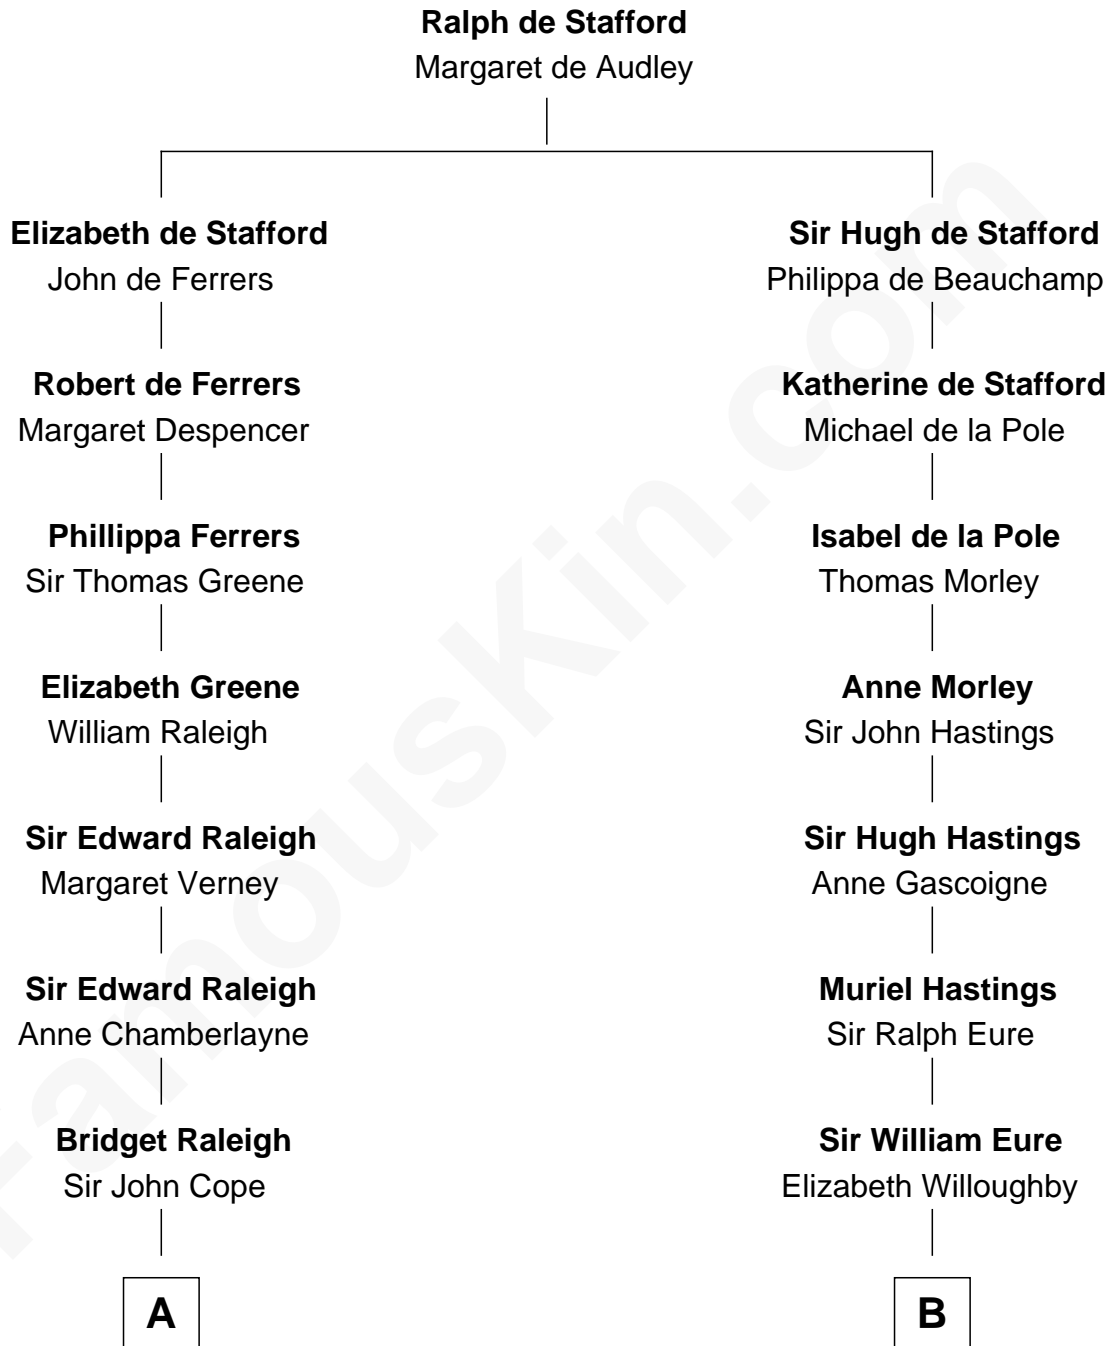 Ralph de Stafford
Margaret de Audley
Elizabeth de Stafford
John de Ferrers
Sir Hugh de Stafford
Philippa de Beauchamp
Robert de Ferrers
Margaret Despencer
Katherine de Stafford
Michael de la Pole
Phillippa Ferrers
Sir Thomas Greene
Isabel de la Pole
Thomas Morley
Elizabeth Greene
William Raleigh
Anne Morley
Sir John Hastings
Sir Edward Raleigh
Margaret Verney
Sir Hugh Hastings
Anne Gascoigne
Sir Edward Raleigh
Anne Chamberlayne
Muriel Hastings
Sir Ralph Eure
Bridget Raleigh
Sir John Cope
Sir William Eure
Elizabeth Willoughby
A
B
FamousKin.com